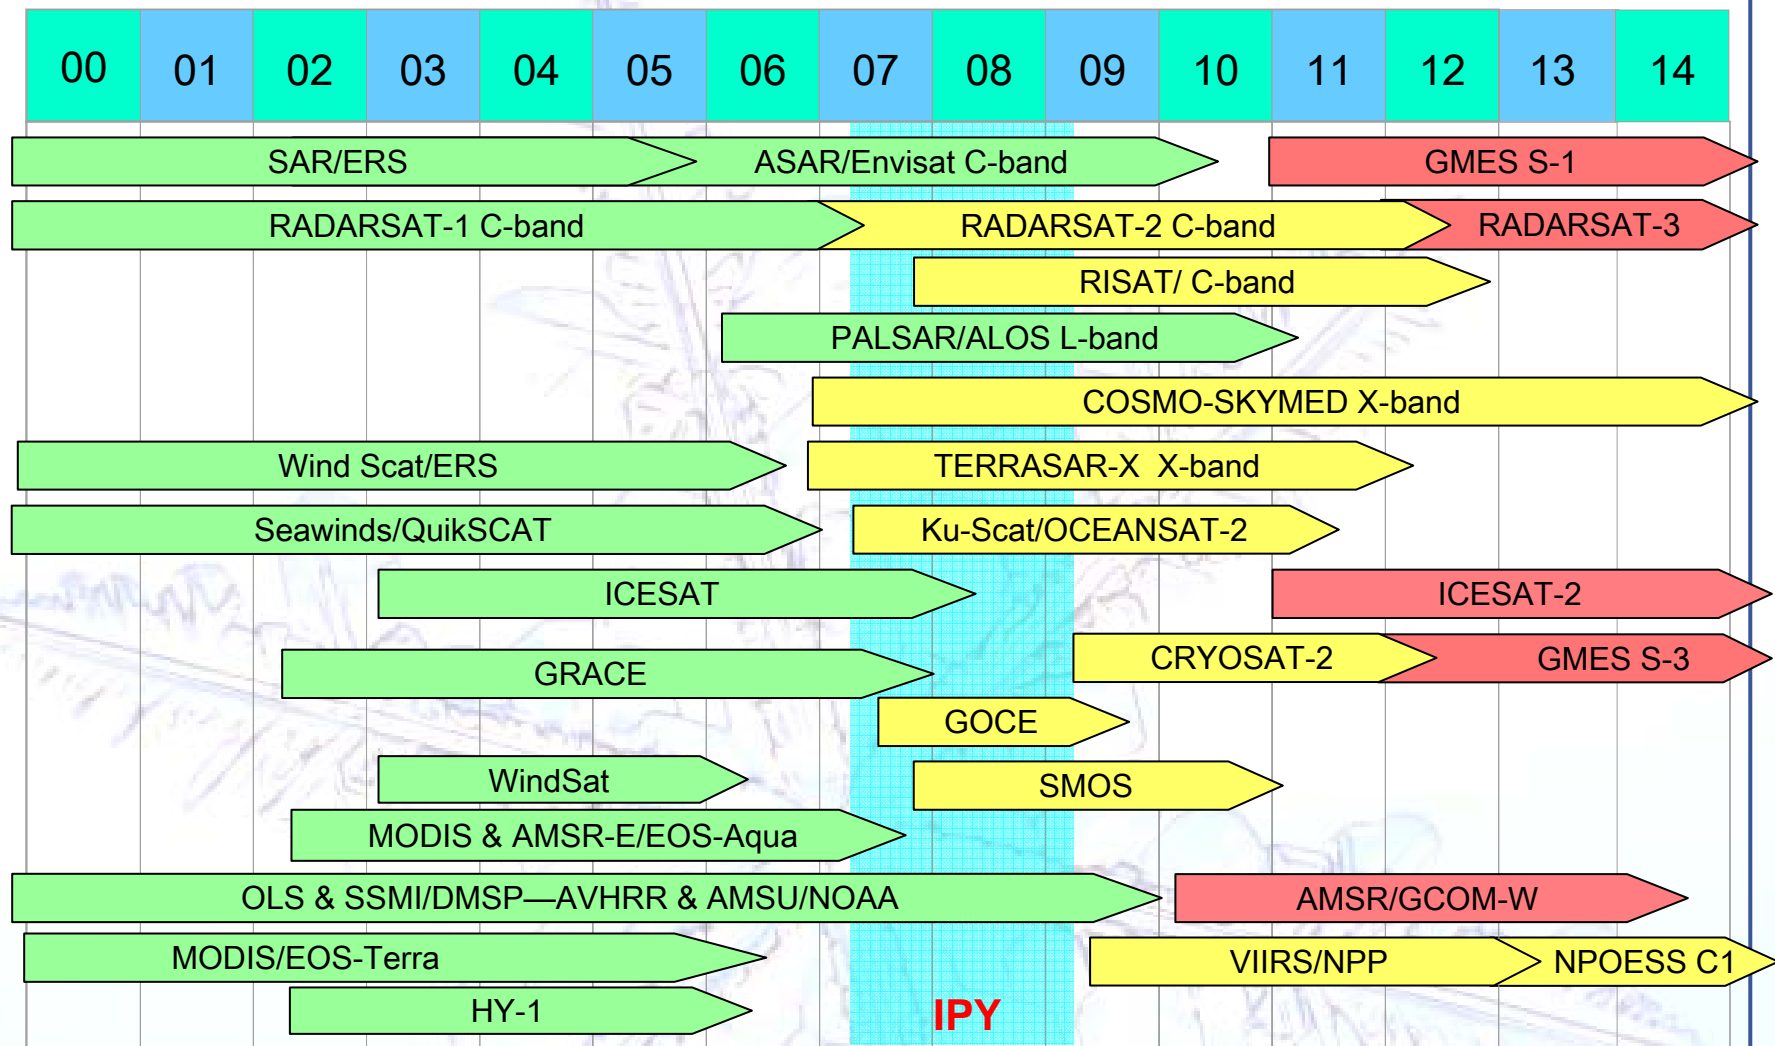 00 01 02 03 04 05 06 07 08 09 10 11 12 13 14
SAR/ERS ASAR/Envisat C-band GMES S-1
RADARSAT-1 C-band RADARSAT-2 C-band RADARSAT-3
RISAT/ C-band
PALSAR/ALOS L-band
COSMO-SKYMED X-band
Wind Scat/ERS TERRASAR-X X-band
Seawinds/QuikSCAT Ku-Scat/OCEANSAT-2
ICESAT ICESAT-2
CRYOSAT-2 GMES S-3
GRACE
GOCE
WindSat SMOS
MODIS & AMSR-E/EOS-Aqua
OLS & SSMI/DMSP—AVHRR & AMSU/NOAA AMSR/GCOM-W
MODIS/EOS-Terra VIIRS/NPP NPOESS C1
HY-1 IPY